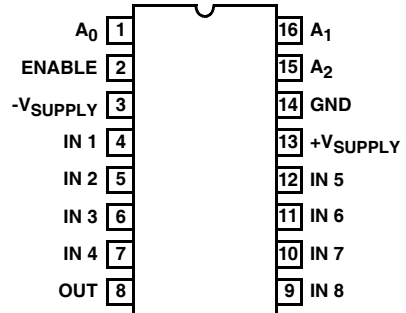 A0 1 16 A1
ENABLE 2 15 A2
-VSUPPLY 3 14 GND
IN 1 4 13 +VSUPPLY
IN 2 5 12 IN 5
IN 3 6 11 IN 6
IN 4 7 10 IN 7
OUT 8 9 IN 8